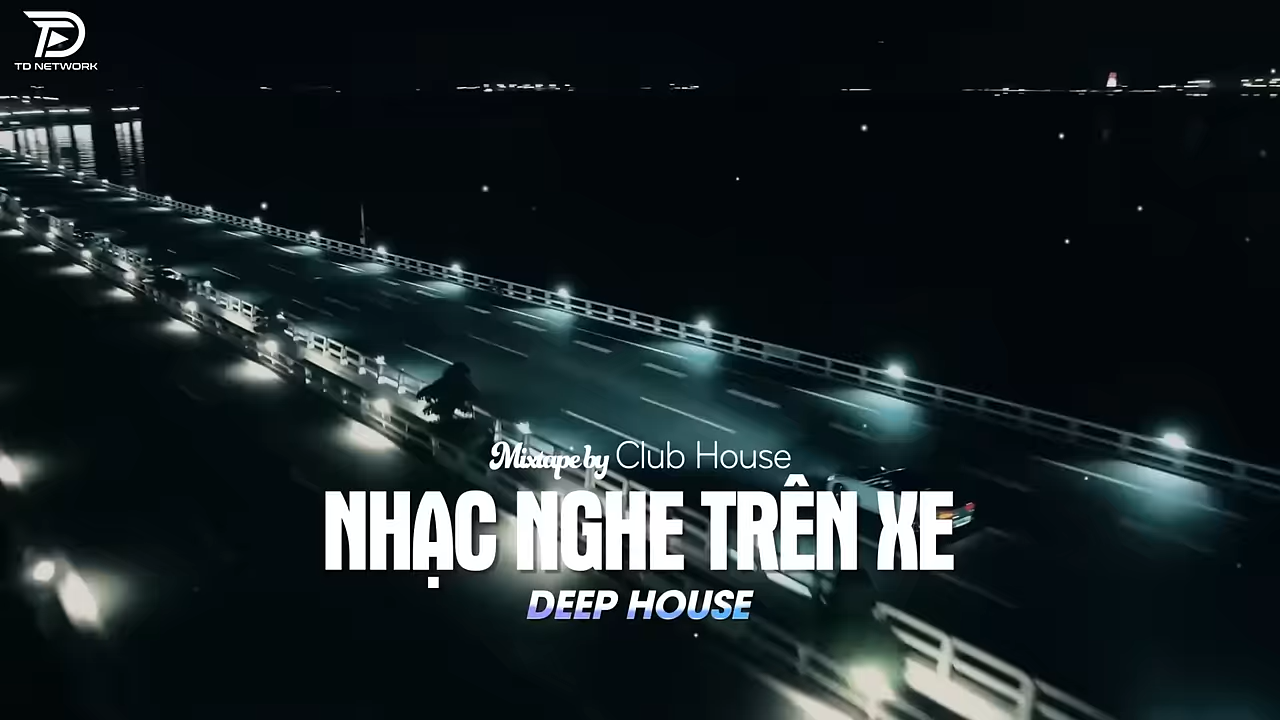 TD NETWORK
Mixtape by Club House
NHẠC NGHE TRÊN XE
DEEP HOUSE